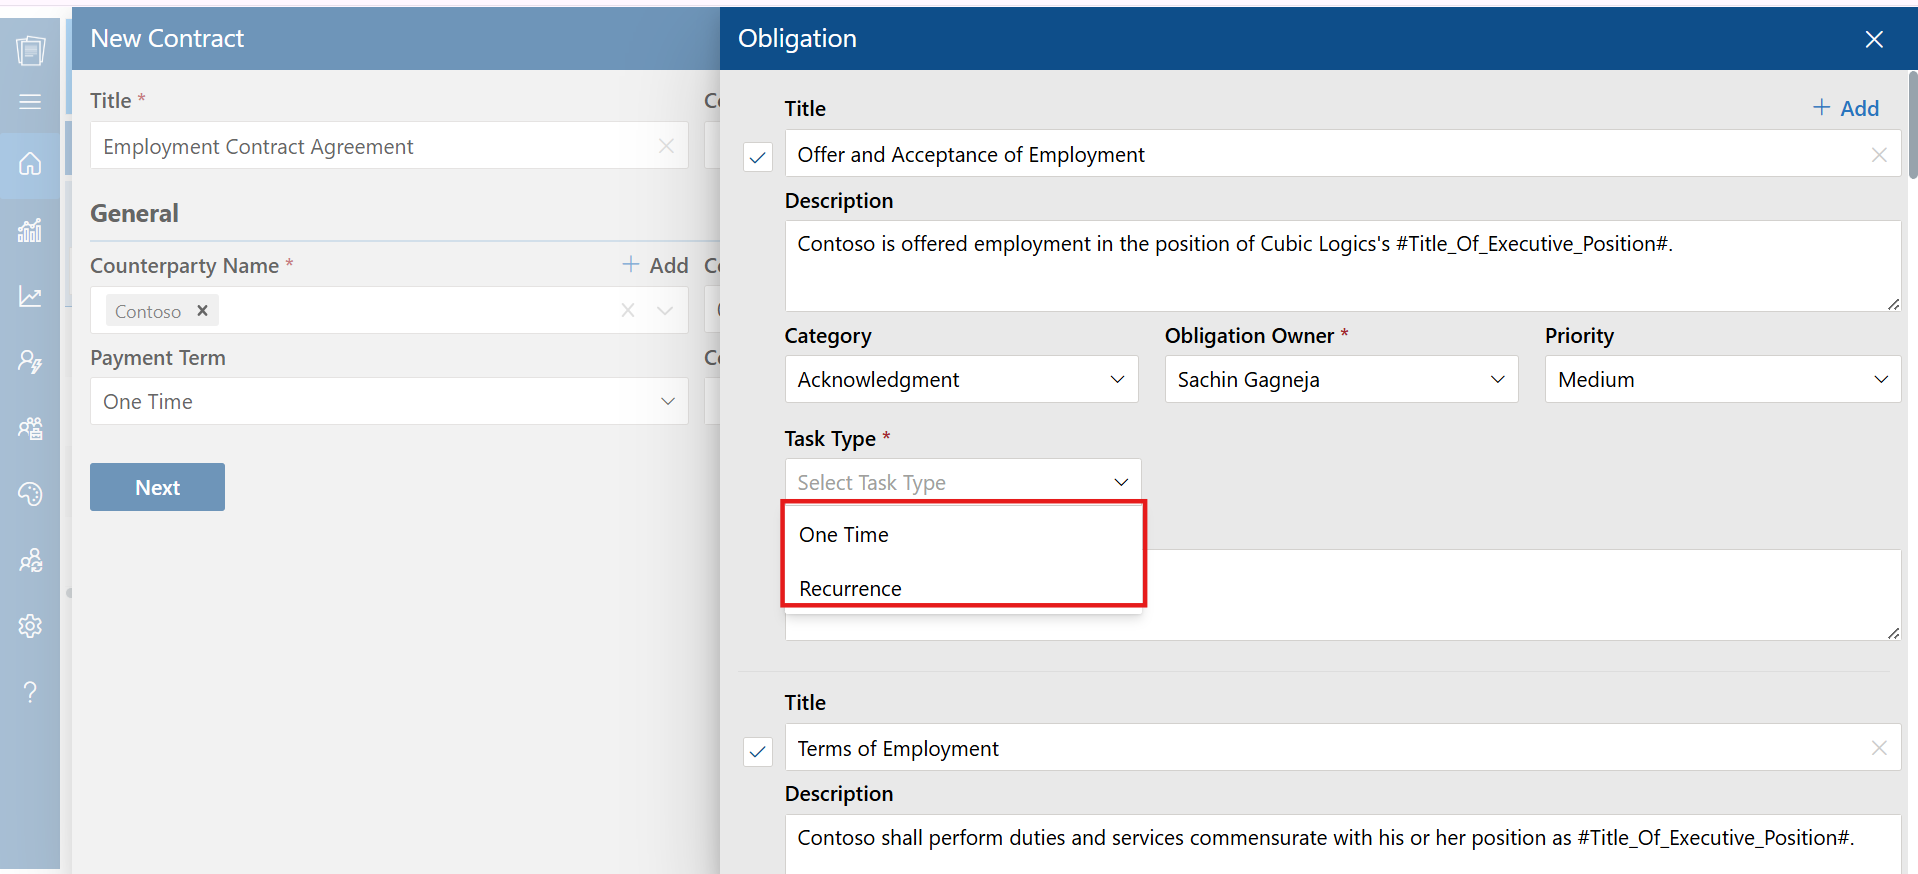 New Contract
Title *
Employment Contract Agreement
General
Counterparty Name *
+ Add
Contoso
Payment Term
One Time
Next
Obligation
Title
+ Add
Offer and Acceptance of Employment
Description
Contoso is offered employment in the position of Cubic Logics's #Title_Of_Executive_Position#.
Category
Obligation Owner *
Priority
Acknowledgment
Sachin Gagneja
Medium
Task Type *
Select Task Type
One Time
Recurrence
Title
Terms of Employment
Description
Contoso shall perform duties and services commensurate with his or her position as #Title_Of_Executive_Position#.